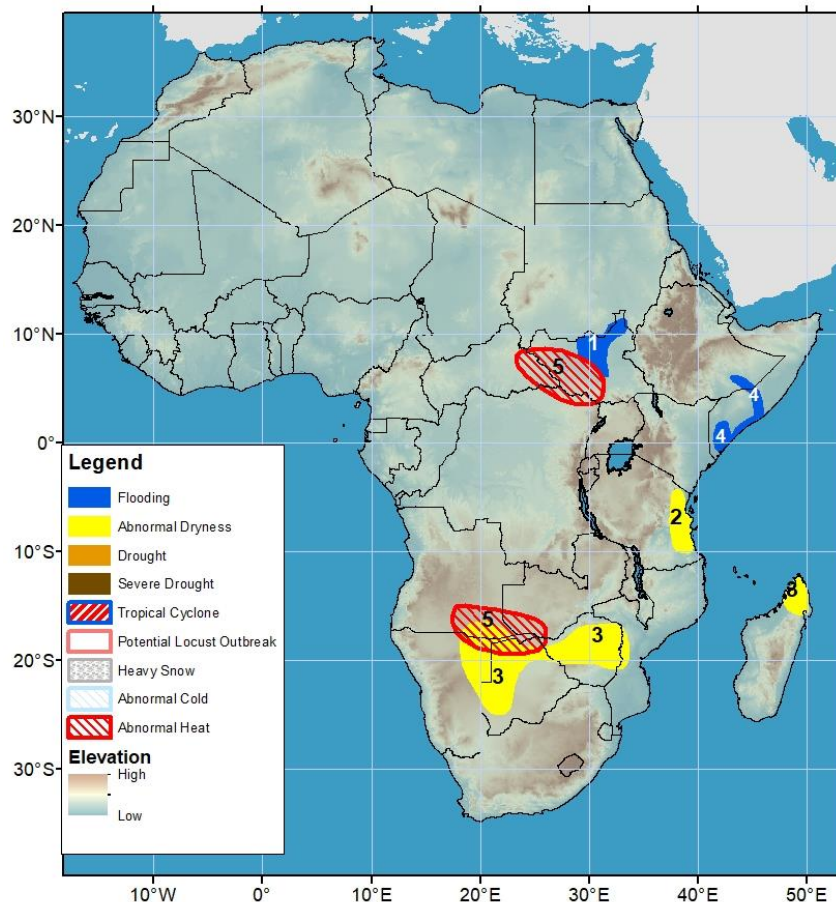 30°N
20°N
10°N
1
5
4
0°
4
Legend
Flooding
2
Abnormal Dryness
10°S
Drought
3
Severe Drought
5
Tropical Cyclone
3
Potential Locust Outbreak
20°S
3
Heavy Snow
Abnormal Cold
Abnormal Heat
Elevation
High
30°S
Low
10°W 0° 10°E 20°E 30°E 40°E 50°E